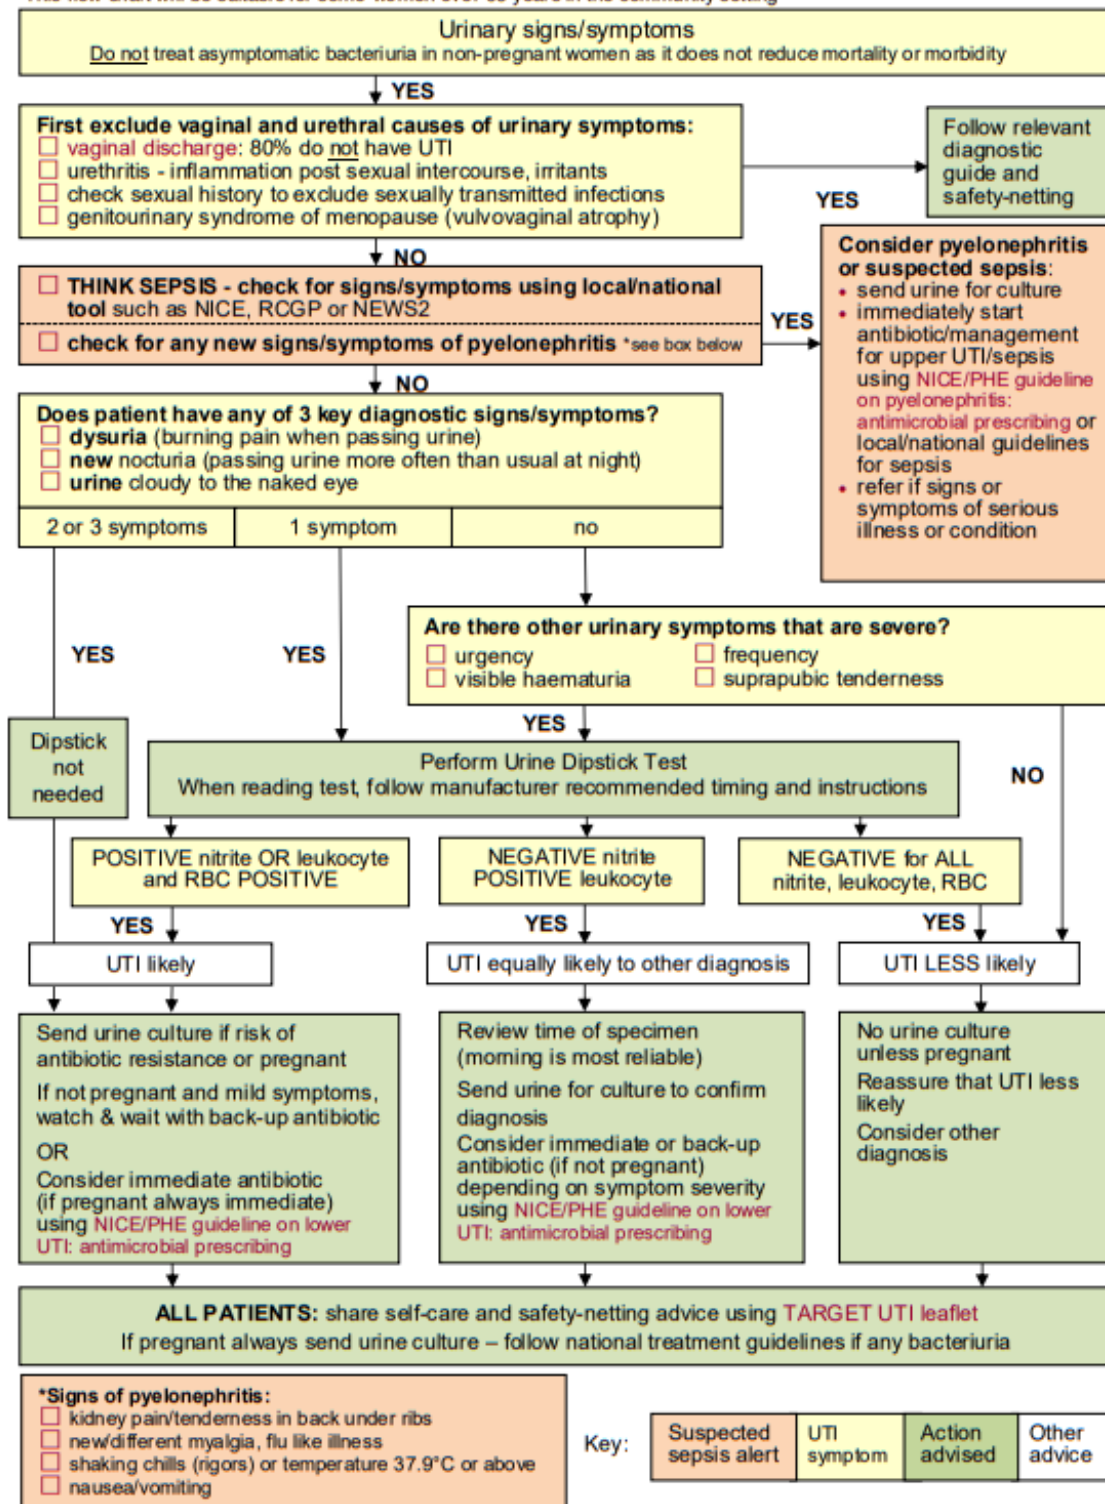 Urinary signs/symptoms
Do not treat asymptomatic bacteriuria in non-pregnant women as it does not reduce mortality or morbidity
YES
First exclude vaginal and urethral causes of urinary symptoms:
vaginal discharge: 80% do not have UTI
urethritis - inflammation post sexual intercourse, irritants
check sexual history to exclude sexually transmitted infections
genitourinary syndrome of menopause (vulvovaginal atrophy)
Follow relevant
diagnostic
guide and
safety-netting
YES
NO
THINK SEPSIS - check for signs/symptoms using local/national
tool such as NICE, RCGP or NEWS2
check for any new signs/symptoms of pyelonephritis *see box below
YES
Consider pyelonephritis
or suspected sepsis:
• send urine for culture
• immediately start
antibiotic/management
for upper UTI/sepsis
using NICE/PHE guideline
on pyelonephritis:
antimicrobial prescribing or
local/national guidelines
for sepsis
• refer if signs or
symptoms of serious
illness or condition
NO
Does patient have any of 3 key diagnostic signs/symptoms?
dysuria (burning pain when passing urine)
new nocturia (passing urine more often than usual at night)
urine cloudy to the naked eye
2 or 3 symptoms
1 symptom
no
YES
YES
Are there other urinary symptoms that are severe?
urgency
frequency
visible haematuria
suprapubic tenderness
YES
NO
Dipstick
not
needed
Perform Urine Dipstick Test
When reading test, follow manufacturer recommended timing and instructions
POSITIVE nitrite OR leukocyte
and RBC POSITIVE
NEGATIVE nitrite
POSITIVE leukocyte
NEGATIVE for ALL
nitrite, leukocyte, RBC
YES
YES
YES
UTI likely
UTI equally likely to other diagnosis
UTI LESS likely
Send urine culture if risk of
antibiotic resistance or pregnant
If not pregnant and mild symptoms,
watch & wait with back-up antibiotic
OR
Consider immediate antibiotic
(if pregnant always immediate)
using NICE/PHE guideline on lower
UTI: antimicrobial prescribing
Review time of specimen
(morning is most reliable)
Send urine for culture to confirm
diagnosis
Consider immediate or back-up
antibiotic (if not pregnant)
depending on symptom severity
using NICE/PHE guideline on lower
UTI: antimicrobial prescribing
No urine culture
unless pregnant
Reassure that UTI less
likely
Consider other
diagnosis
ALL PATIENTS: share self-care and safety-netting advice using TARGET UTI leaflet
If pregnant always send urine culture – follow national treatment guidelines if any bacteriuria
*Signs of pyelonephritis:
kidney pain/tenderness in back under ribs
new/different myalgia, flu like illness
shaking chills (rigors) or temperature 37.9°C or above
nausea/vomiting
Key:
Suspected
sepsis alert
UTI
symptom
Action
advised
Other
advice